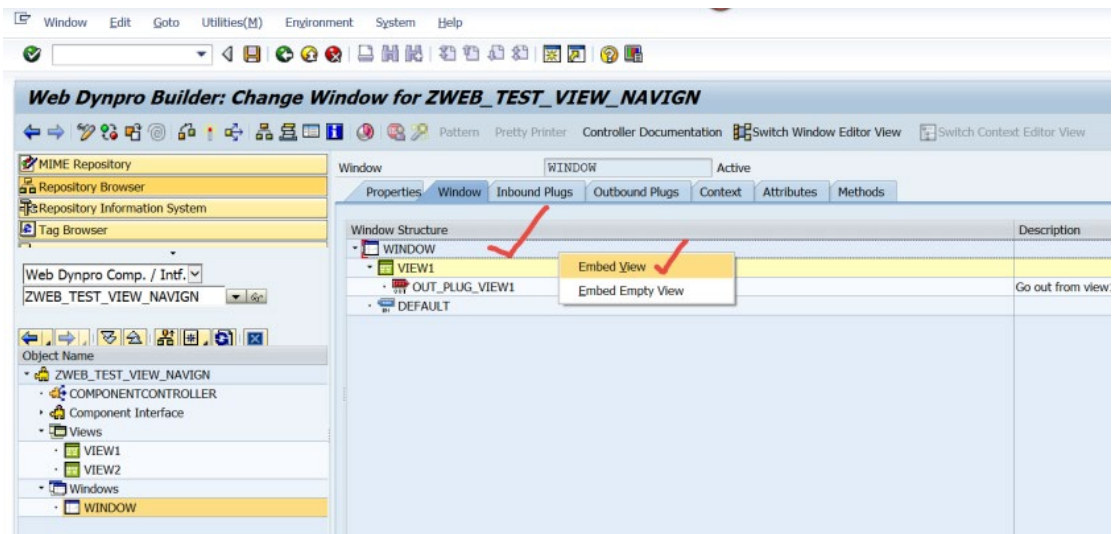 Window Edit Goto Utilities(M) Environment System Help
Web Dynpro Builder: Change Window for ZWEB_TEST_VIEW_NAVIGN
Pattern Pretty Printer Controller Documentation Switch Window Editor View Switch Context Editor View
MIME Repository
Repository Browser
Repository Information System
Tag Browser
Web Dynpro Comp. / Intf.
ZWEB_TEST_VIEW_NAVIGN
Object Name
ZWEB_TEST_VIEW_NAVIGN
COMPONENTCONTROLLER
Component Interface
Views
VIEW1
VIEW2
Windows
WINDOW
Window WINDOW Active
Properties Window Inbound Plugs Outbound Plugs Context Attributes Methods
Window Structure Description
WINDOW
VIEW1
OUT_PLUG_VIEW1 Go out from view
DEFAULT
Embed View
Embed Empty View